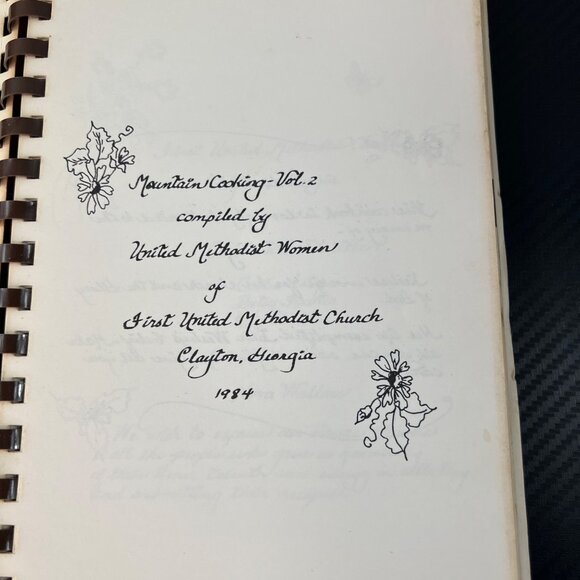 Mountain Cooking-Vol. 2
compiled by
United Methodist Women
of
First United Methodist Church
Clayton, Georgia
1984